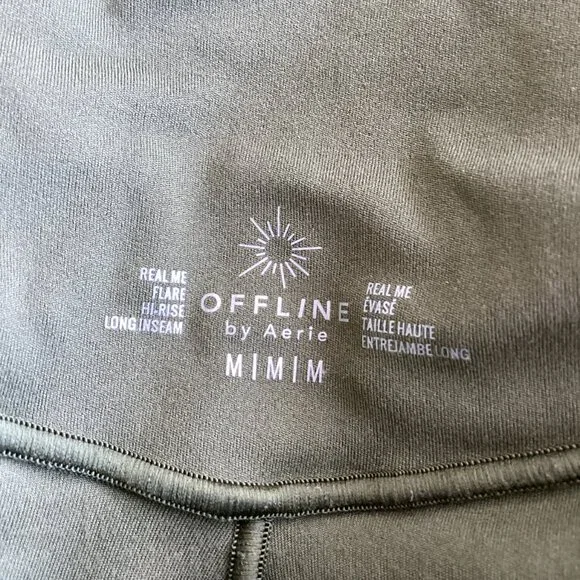 REAL ME
FLARE
HI-RISE
LONG INSEAM
OFFLINE
by Aerie
M|M|M
REAL ME
ÉVASÉ
TAILLE HAUTE
ENTREJAMBE LONG